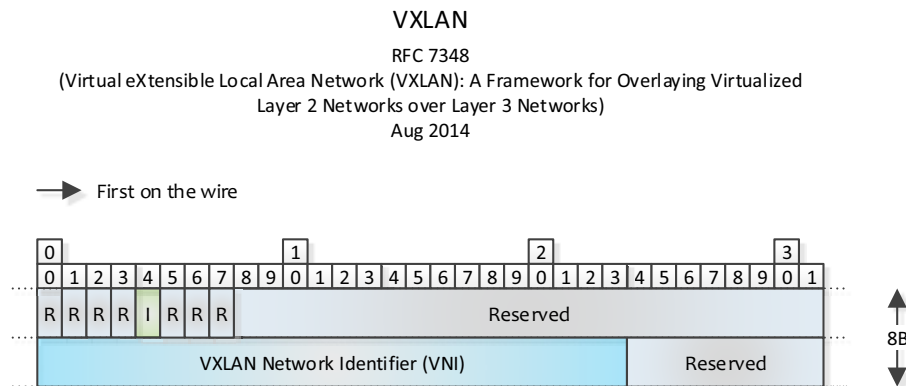 VXLAN
RFC 7348
(Virtual eXtensible Local Area Network (VXLAN): A Framework for Overlaying Virtualized
Layer 2 Networks over Layer 3 Networks)
Aug 2014
First on the wire
0 1 2 3
0 1 2 3 4 5 6 7 8 9 0 1 2 3 4 5 6 7 8 9 0 1 2 3 4 5 6 7 8 9 0 1
R R R R I R R R Reserved
8B
VXLAN Network Identifier (VNI) Reserved